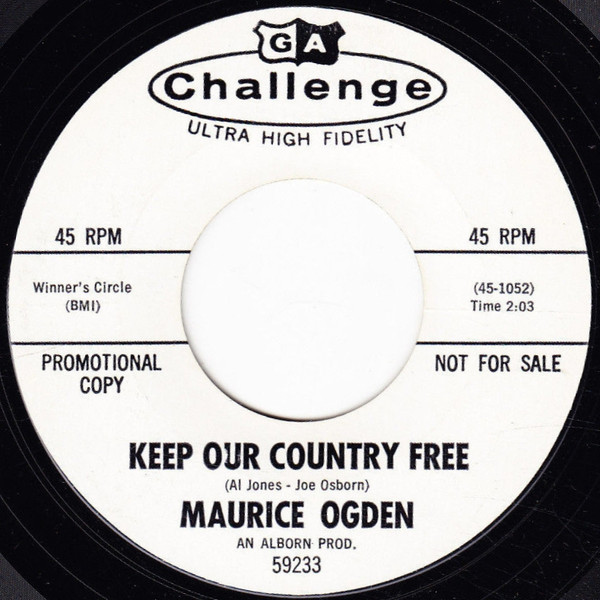 GA
Challenge
ULTRA HIGH FIDELITY
45 RPM
45 RPM
Winner's Circle
(BMI)
(45-1052)
Time 2:03
PROMOTIONAL
COPY
NOT FOR SALE
KEEP OUR COUNTRY FREE
(Al Jones - Joe Osborn)
MAURICE OGDEN
AN ALBORN PROD.
59233